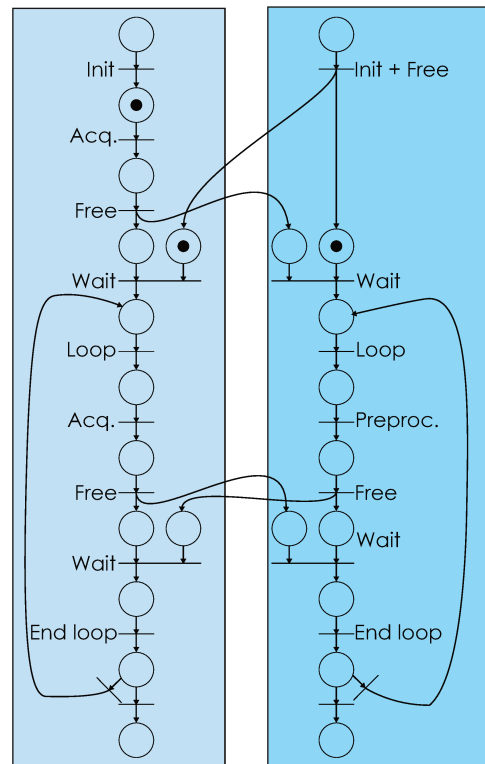 Init
Acq.
Free
Wait
Loop
Acq.
Free
Wait
End loop
Init + Free
Wait
Loop
Preproc.
Free
Wait
End loop